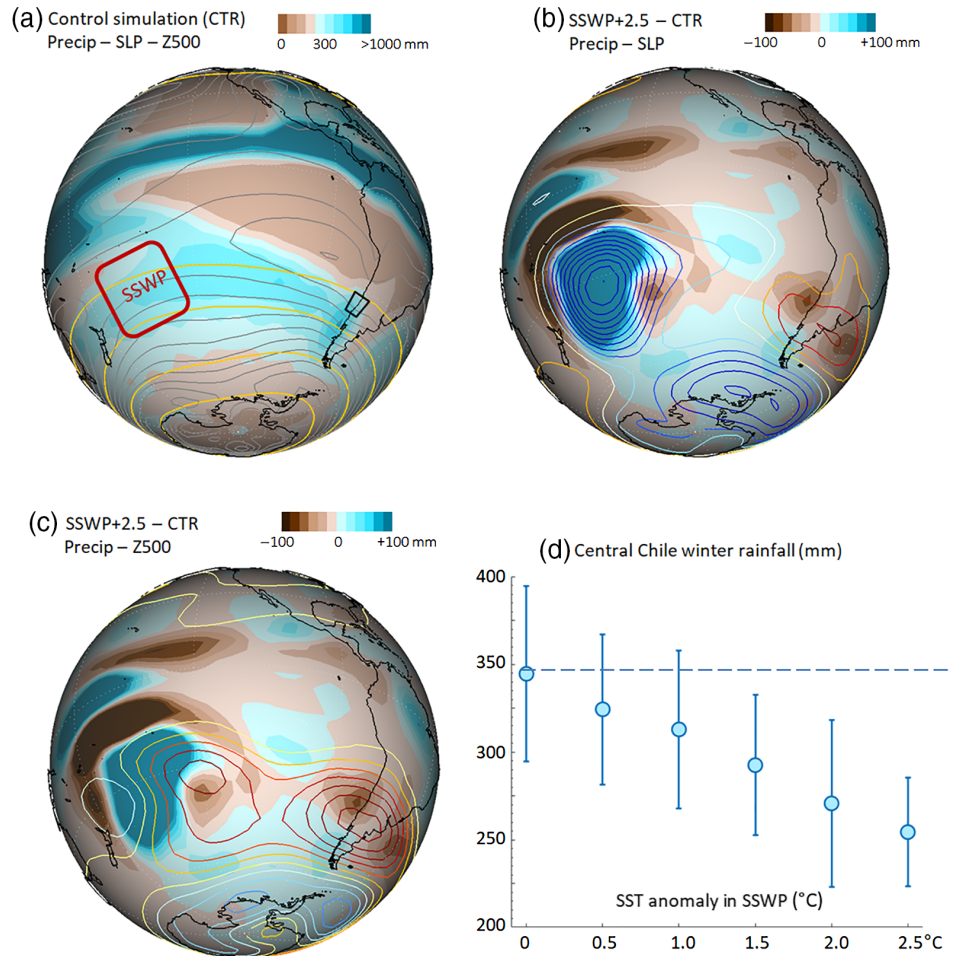 (a) Control simulation (CTR)
Precip – SLP – Z500
0 300 >1000 mm
SSWP
(b) SSWP+2.5 – CTR
Precip – SLP
–100 0 +100 mm
(c) SSWP+2.5 – CTR
Precip – Z500
–100 0 +100 mm
(d) Central Chile winter rainfall (mm)
400
350
300
250
200
SST anomaly in SSWP (°C)
0 0.5 1.0 1.5 2.0 2.5°C